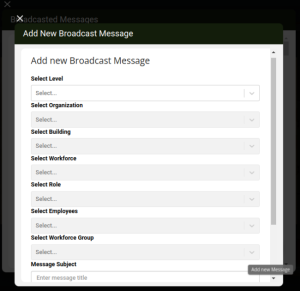 Broadcasted Messages
Add New Broadcast Message
Add new Broadcast Message
Select Level
Select...
Select Organization
Select...
Select Building
Select...
Select Workforce
Select...
Select Role
Select...
Select Employees
Select...
Select Workforce Group
Select...
Message Subject
Enter message title
Add new Message